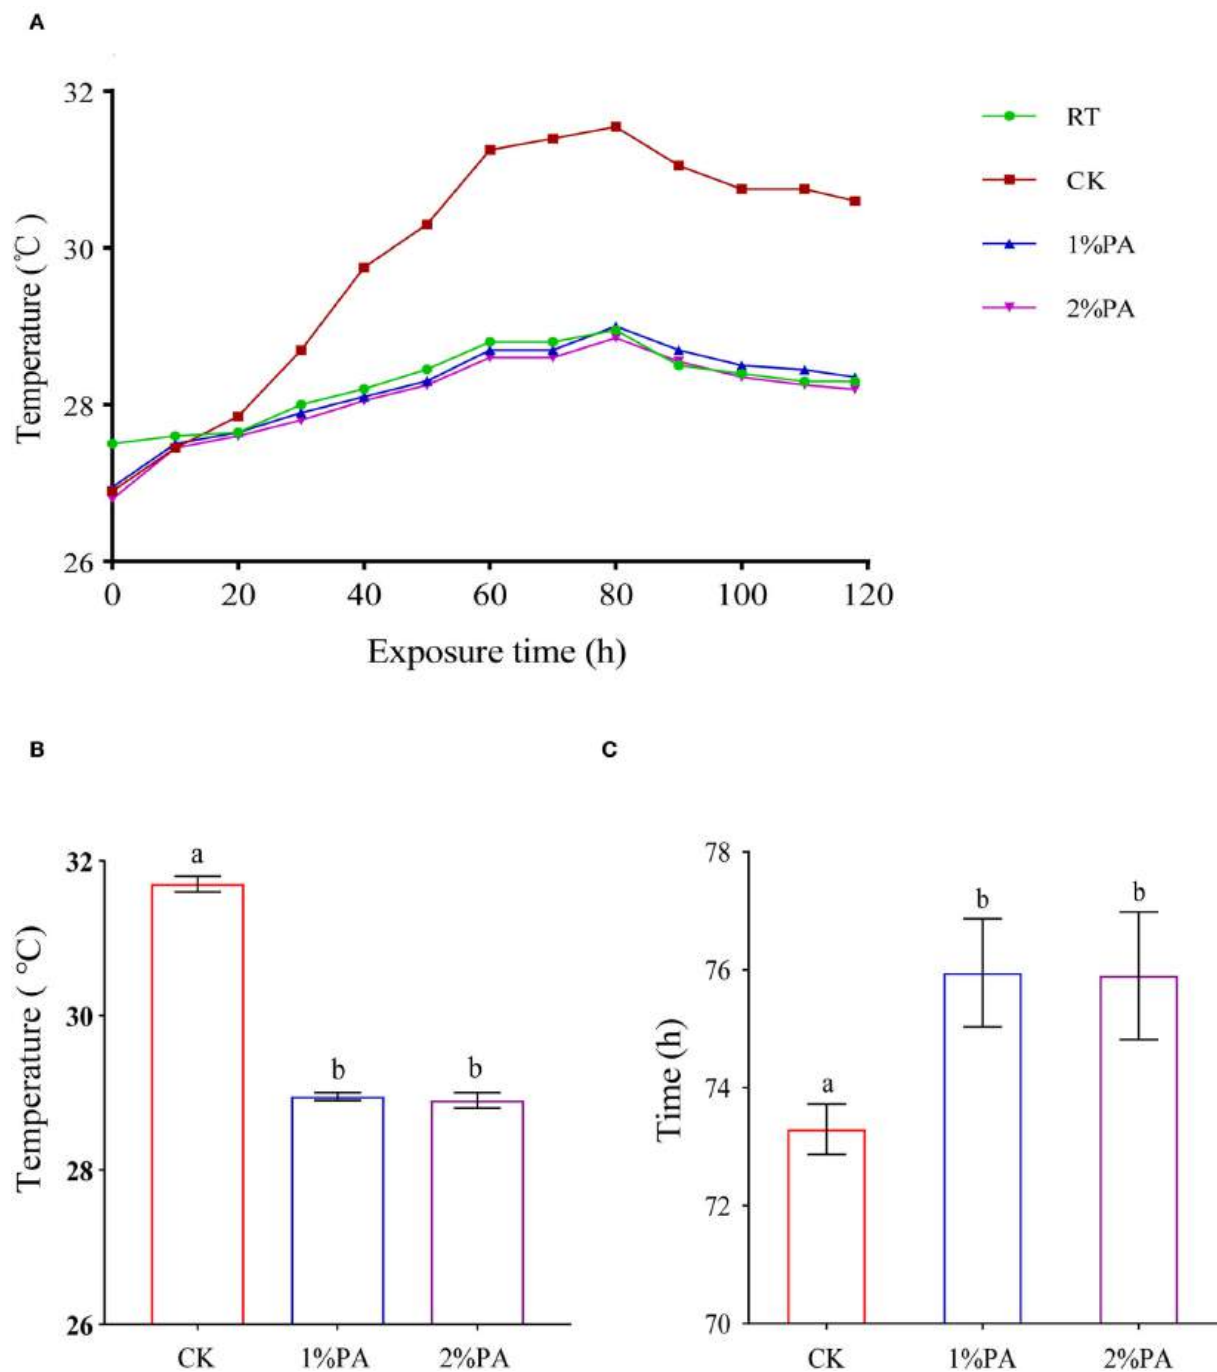 A
32
30
28
26
Temperature (℃)
0 20 40 60 80 100 120
Exposure time (h)
RT
CK
1%PA
2%PA
B
32
30
28
26
Temperature ( °C)
a
b
b
CK 1%PA 2%PA
C
78
76
74
72
70
Time (h)
a
b
b
CK 1%PA 2%PA